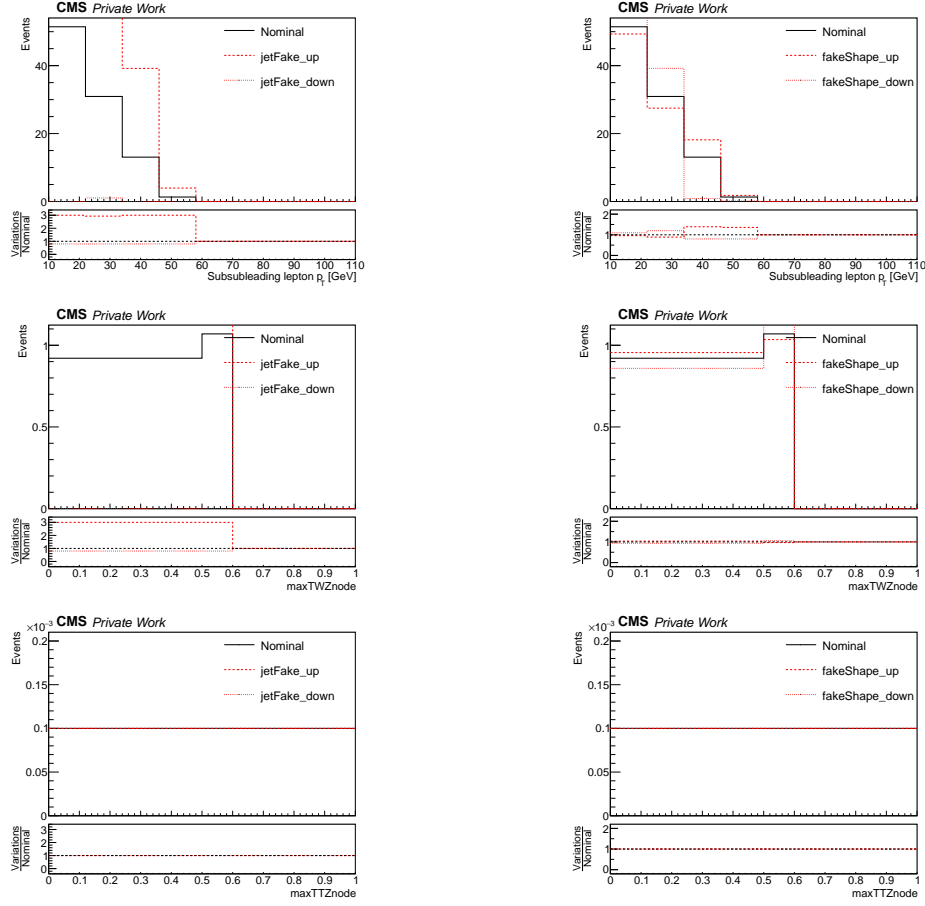 CMS Private Work
Events
40
20
0
Nominal
jetFake_up
jetFake_down
Variations
Nominal
3
2
1
0
10 20 30 40 50 60 70 80 90 100 110
Subsubleading lepton p_T [GeV]
CMS Private Work
Events
40
20
0
Nominal
fakeShape_up
fakeShape_down
Variations
Nominal
2
1
0
10 20 30 40 50 60 70 80 90 100 110
Subsubleading lepton p_T [GeV]
CMS Private Work
Events
1
0.5
0
Nominal
jetFake_up
jetFake_down
Variations
Nominal
3
2
1
0
0 0.1 0.2 0.3 0.4 0.5 0.6 0.7 0.8 0.9 1
maxTWZnode
CMS Private Work
Events
1
0.5
0
Nominal
fakeShape_up
fakeShape_down
Variations
Nominal
2
1
0
0 0.1 0.2 0.3 0.4 0.5 0.6 0.7 0.8 0.9 1
maxTWZnode
×10⁻³
CMS Private Work
Events
0.2
0.15
0.1
0.05
0
Nominal
jetFake_up
jetFake_down
Variations
Nominal
3
2
1
0
0 0.1 0.2 0.3 0.4 0.5 0.6 0.7 0.8 0.9 1
maxTTZnode
×10⁻³
CMS Private Work
Events
0.2
0.15
0.1
0.05
0
Nominal
fakeShape_up
fakeShape_down
Variations
Nominal
2
1
0
0 0.1 0.2 0.3 0.4 0.5 0.6 0.7 0.8 0.9 1
maxTTZnode